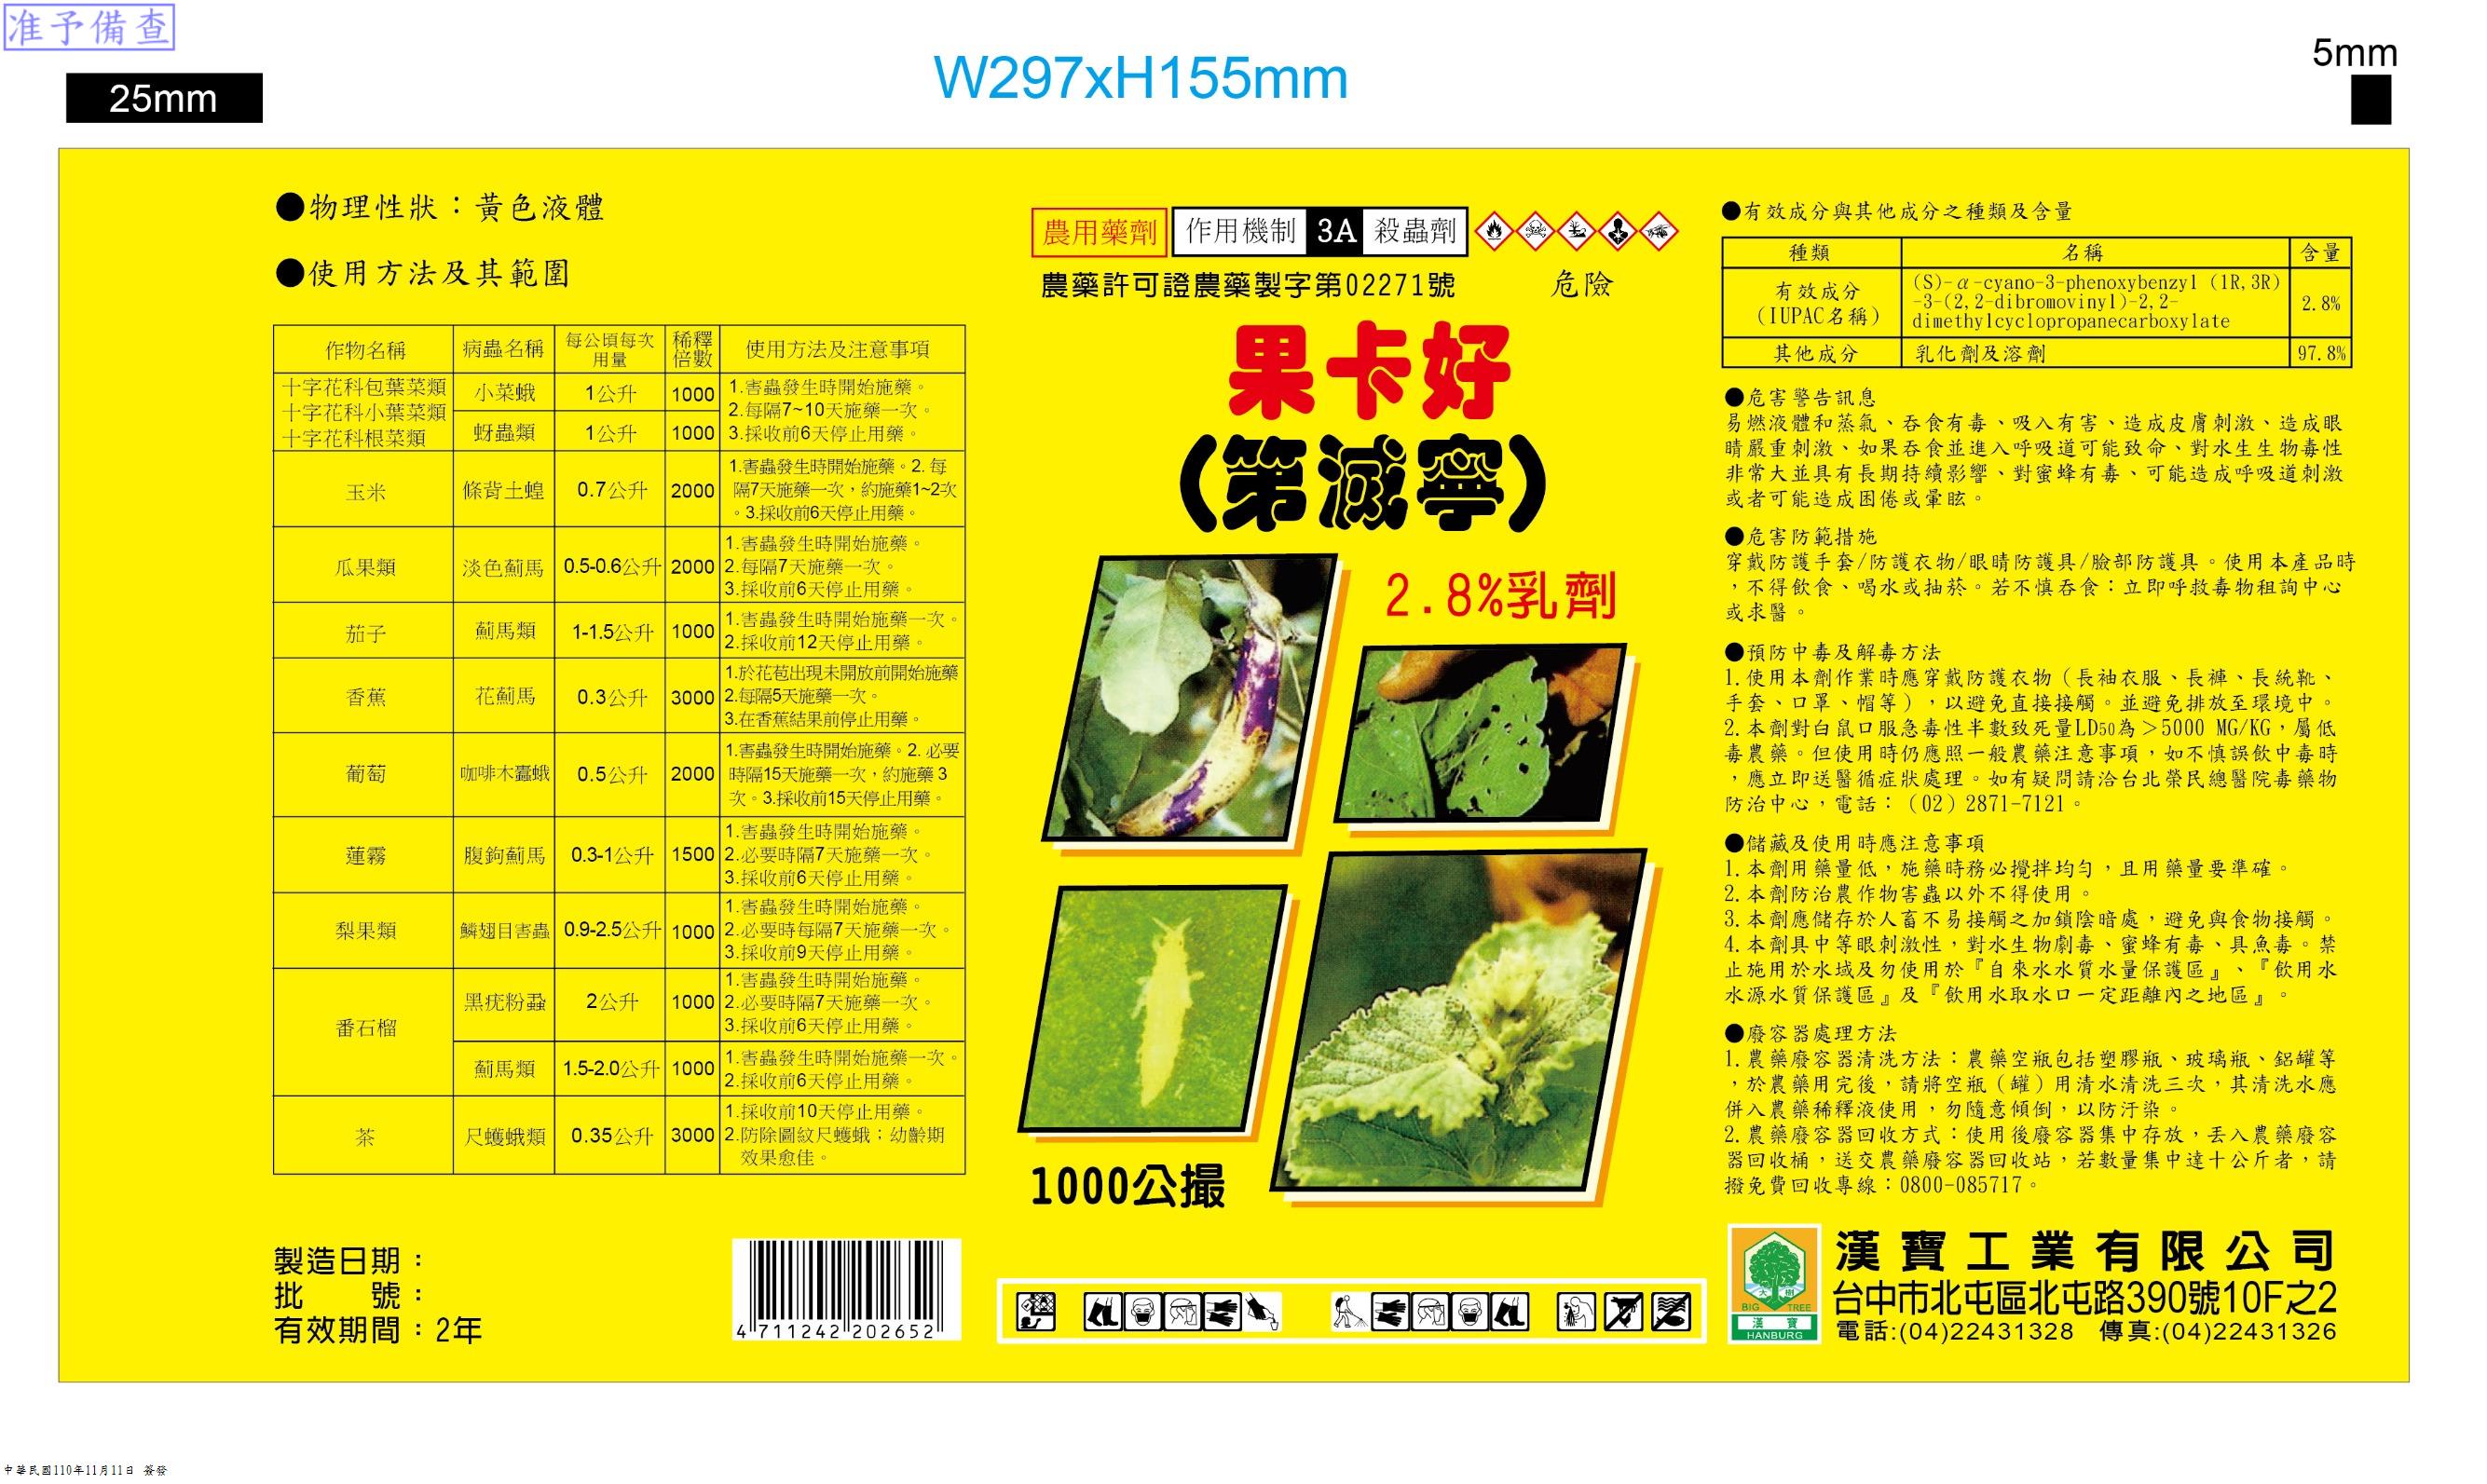 准予備查
25mm
W297xH155mm
5mm
●物理性狀：黃色液體
●使用方法及其範圍
作物名稱 病蟲名稱 每公頃每次用量 稀釋倍數 使用方法及注意事項
十字花科包葉菜類
十字花科小葉菜類
十字花科根菜類
小菜蛾 1公升 1000
蚜蟲類 1公升 1000
1.害蟲發生時開始施藥。
2.每隔7~10天施藥一次。
3.採收前6天停止用藥。
玉米 條背土蝗 0.7公升 2000
1.害蟲發生時開始施藥。2.每
隔7天施藥一次，約施藥1~2次
。3.採收前6天停止用藥。
瓜果類 淡色薊馬 0.5-0.6公升 2000
1.害蟲發生時開始施藥。
2.每隔7天施藥一次。
3.採收前6天停止用藥。
茄子 薊馬類 1-1.5公升 1000
1.害蟲發生時開始施藥一次。
2.採收前12天停止用藥。
香蕉 花薊馬 0.3公升 3000
1.於花苞出現未開放前開始施藥
2.每隔5天施藥一次。
3.在香蕉結果前停止用藥。
葡萄 咖啡木蠹蛾 0.5公升 2000
1.害蟲發生時開始施藥。2.必要
時隔15天施藥一次，約施藥3
次。3.採收前15天停止用藥。
蓮霧 腹鉤薊馬 0.3-1公升 1500
1.害蟲發生時開始施藥。
2.必要時隔7天施藥一次。
3.採收前6天停止用藥。
梨果類 鱗翅目害蟲 0.9-2.5公升 1000
1.害蟲發生時開始施藥。
2.必要時每隔7天施藥一次。
3.採收前9天停止用藥。
番石榴
黑疣粉蝨 2公升 1000
1.害蟲發生時開始施藥。
2.必要時隔7天施藥一次。
3.採收前6天停止用藥。
薊馬類 1.5-2.0公升 1000
1.害蟲發生時開始施藥一次。
2.採收前6天停止用藥。
茶 尺蠖蛾類 0.35公升 3000
1.採收前10天停止用藥。
2.防除圖紋尺蠖蛾；幼齡期
效果愈佳。
製造日期：
批　　號：
有效期間：2年
4 711242 202652
農用藥劑 作用機制 3A 殺蟲劑
農藥許可證農藥製字第02271號 危險
果卡好
(第滅寧)
2.8%乳劑
1000公撮
●有效成分與其他成分之種類及含量
種類 名稱 含量
有效成分
(IUPAC名稱)
(S)-α-cyano-3-phenoxybenzyl (1R,3R)
-3-(2,2-dibromovinyl)-2,2-
dimethylcyclopropanecarboxylate
2.8%
其他成分 乳化劑及溶劑 97.8%
●危害警告訊息
易燃液體和蒸氣、吞食有毒、吸入有害、造成皮膚刺激、造成眼
睛嚴重刺激、如果吞食並進入呼吸道可能致命、對水生生物毒性
非常大並具有長期持續影響、對蜜蜂有毒、可能造成呼吸道刺激
或者可能造成困倦或暈眩。
●危害防範措施
穿戴防護手套/防護衣物/眼睛防護具/臉部防護具。使用本產品時
，不得飲食、喝水或抽菸。若不慎吞食：立即呼救毒物租詢中心
或求醫。
●預防中毒及解毒方法
1.使用本劑作業時應穿戴防護衣物（長袖衣服、長褲、長統靴、
手套、口罩、帽等），以避免直接接觸。並避免排放至環境中。
2.本劑對白鼠口服急毒性半數致死量LD50為＞5000 MG/KG，屬低
毒農藥。但使用時仍應照一般農藥注意事項，如不慎誤飲中毒時
，應立即送醫循症狀處理。如有疑問請洽台北榮民總醫院毒藥物
防治中心，電話：（02）2871-7121。
●儲藏及使用時應注意事項
1.本劑用藥量低，施藥時務必攪拌均勻，且用藥量要準確。
2.本劑防治農作物害蟲以外不得使用。
3.本劑應儲存於人畜不易接觸之加鎖陰暗處，避免與食物接觸。
4.本劑具中等眼刺激性，對水生物劇毒、蜜蜂有毒、具魚毒。禁
止施用於水域及勿使用於『自來水水質水量保護區』、『飲用水
水源水質保護區』及『飲用水取水口一定距離內之地區』。
●廢容器處理方法
1.農藥廢容器清洗方法：農藥空瓶包括塑膠瓶、玻璃瓶、鋁罐等
，於農藥用完後，請將空瓶（罐）用清水清洗三次，其清洗水應
併入農藥稀釋液使用，勿隨意傾倒，以防汙染。
2.農藥廢容器回收方式：使用後廢容器集中存放，丟入農藥廢容
器回收桶，送交農藥廢容器回收站，若數量集中達十公斤者，請
撥免費回收專線：0800-085717。
大樹
BIG TREE
漢寶
HANBURG
漢寶工業有限公司
台中市北屯區北屯路390號10F之2
電話:(04)22431328 傳真:(04)22431326
中華民國110年11月11日 簽發